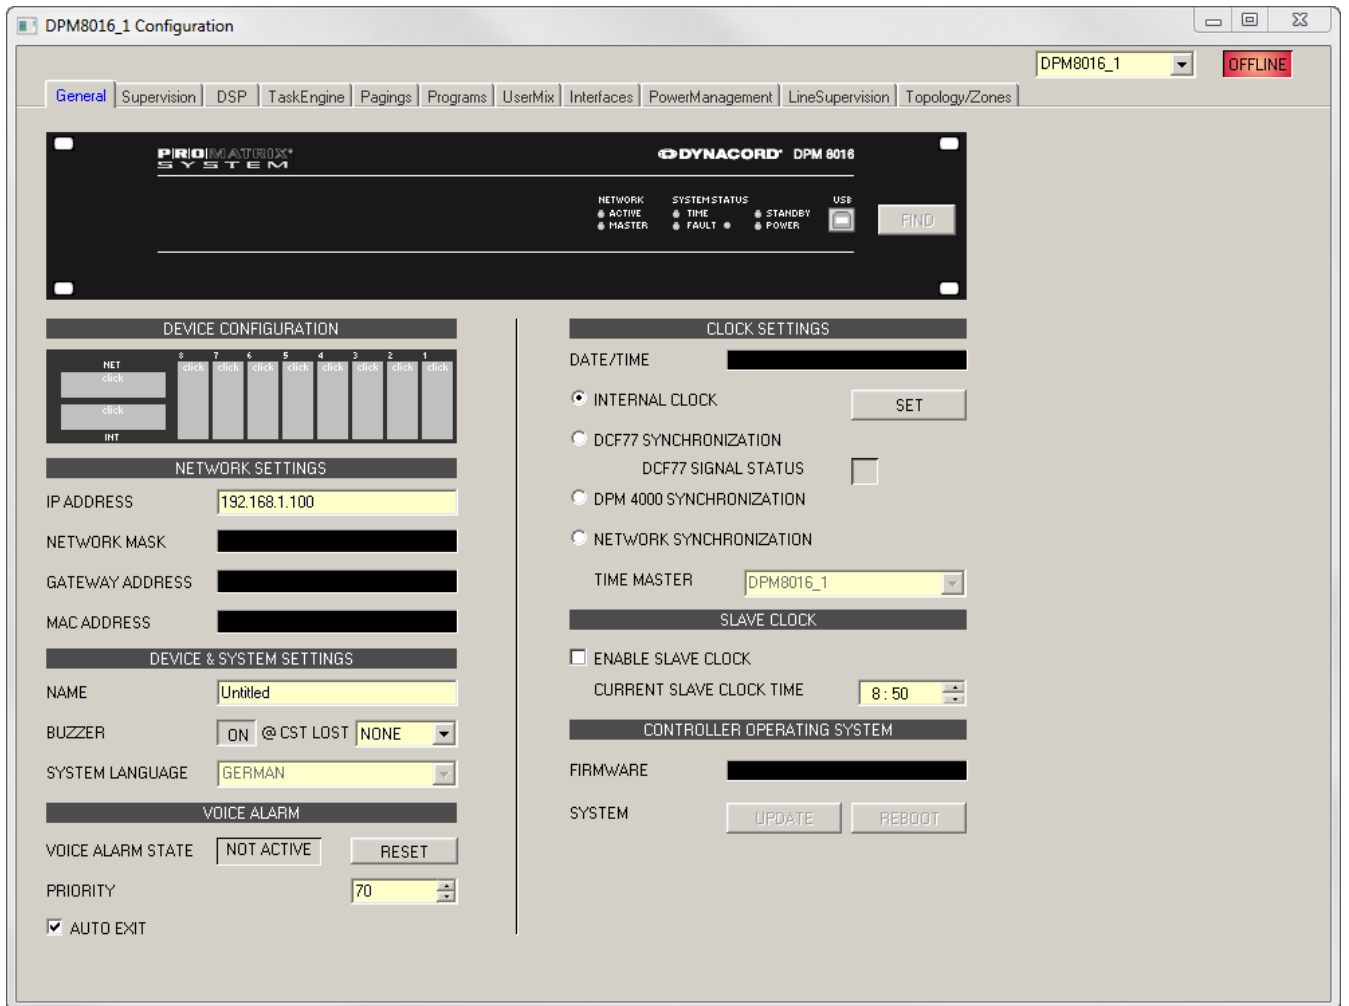 DPM8016_1 Configuration
DPM8016_1 OFFLINE
General Supervision DSP TaskEngine Pagings Programs UserMix Interfaces PowerManagement LineSupervision Topology/Zones
PROMATRIX
SYSTEM
DYNACORD DPM 8016
NETWORK SYSTEM STATUS USB
ACTIVE TIME STANDBY
MASTER FAULT POWER
FIND
DEVICE CONFIGURATION
8 7 6 5 4 3 2 1
NET
click
click
INT
click click click click click click click click
NETWORK SETTINGS
IP ADDRESS 192.168.1.100
NETWORK MASK
GATEWAY ADDRESS
MAC ADDRESS
DEVICE & SYSTEM SETTINGS
NAME Untitled
BUZZER ON @ CST LOST NONE
SYSTEM LANGUAGE GERMAN
VOICE ALARM
VOICE ALARM STATE NOT ACTIVE RESET
PRIORITY 70
AUTO EXIT
CLOCK SETTINGS
DATE/TIME
INTERNAL CLOCK SET
DCF77 SYNCHRONIZATION
DCF77 SIGNAL STATUS
DPM 4000 SYNCHRONIZATION
NETWORK SYNCHRONIZATION
TIME MASTER DPM8016_1
SLAVE CLOCK
ENABLE SLAVE CLOCK
CURRENT SLAVE CLOCK TIME 8 : 50
CONTROLLER OPERATING SYSTEM
FIRMWARE
SYSTEM UPDATE REBOOT